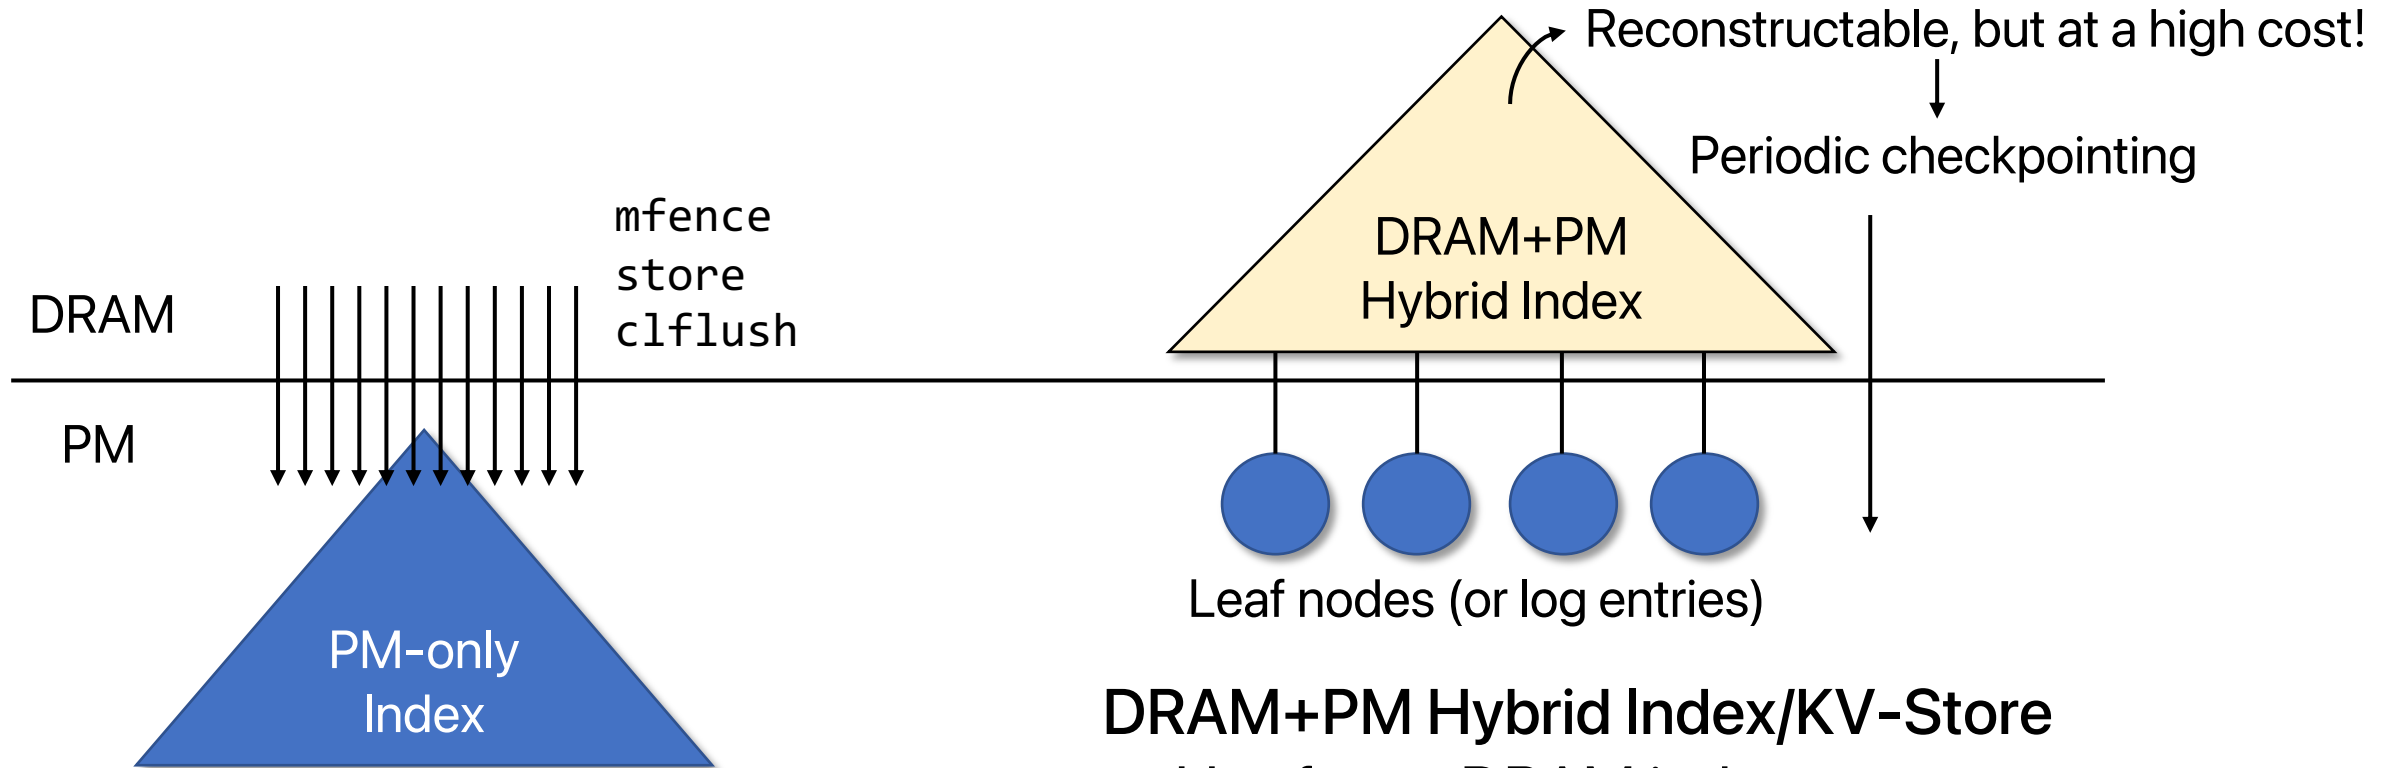 Reconstructable, but at a high cost!
Periodic checkpointing
mfence
store
clflush
DRAM
PM
DRAM+PM
Hybrid Index
Leaf nodes (or log entries)
PM-only
Index
DRAM+PM Hybrid Index/KV-Store